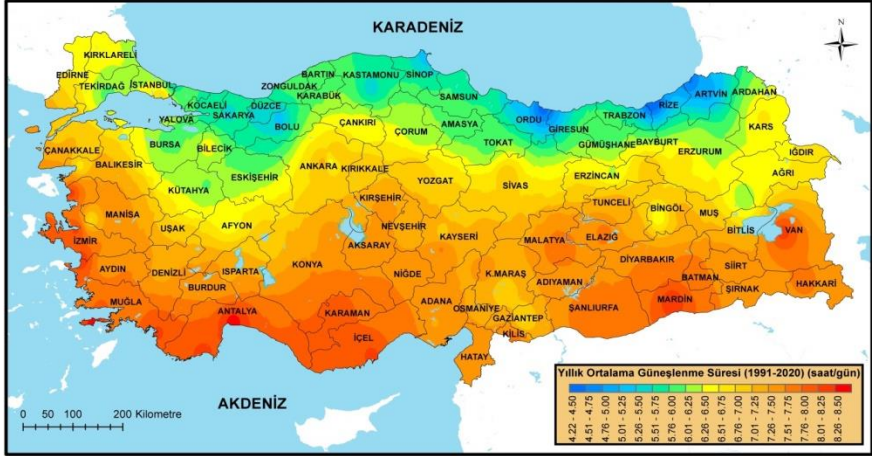 KARADENİZ
N
KIRKLARELİ
EDİRNE
TEKİRDAĞ
İSTANBUL
KOCAELİ
YALOVA
SAKARYA
DÜZCE
ZONGULDAK
BARTIN
KARABÜK
KASTAMONU
SİNOP
SAMSUN
ORDU
GİRESUN
TRABZON
RİZE
ARTVİN
ARDAHAN
ÇANAKKALE
BALIKESİR
BURSA
BİLECİK
BOLU
ÇANKIRI
ÇORUM
AMASYA
TOKAT
GÜMÜŞHANE
BAYBURT
ERZURUM
KARS
IĞDIR
AĞRI
KÜTAHYA
ESKİŞEHİR
ANKARA
KIRIKKALE
YOZGAT
SİVAS
ERZİNCAN
TUNCELİ
BİNGÖL
MUŞ
BİTLİS
VAN
MANİSA
UŞAK
AFYON
KIRŞEHİR
NEVŞEHİR
KAYSERİ
MALATYA
ELAZIĞ
DİYARBAKIR
İZMİR
AYDIN
DENİZLİ
ISPARTA
BURDUR
KONYA
AKSARAY
NİĞDE
K.MARAŞ
ADIYAMAN
BATMAN
SİİRT
ŞIRNAK
HAKKARİ
MUĞLA
ANTALYA
KARAMAN
İÇEL
ADANA
OSMANİYE
GAZİANTEP
KİLİS
ŞANLIURFA
MARDİN
HATAY
AKDENİZ
0 50 100 200 Kilometre
Yıllık Ortalama Güneşlenme Süresi (1991-2020) (saat/gün)
4.22 - 4.50
4.51 - 4.75
4.76 - 5.00
5.01 - 5.25
5.26 - 5.50
5.51 - 5.75
5.76 - 6.00
6.01 - 6.25
6.26 - 6.50
6.51 - 6.75
6.76 - 7.00
7.01 - 7.25
7.26 - 7.50
7.51 - 7.75
7.76 - 8.00
8.01 - 8.25
8.26 - 8.50